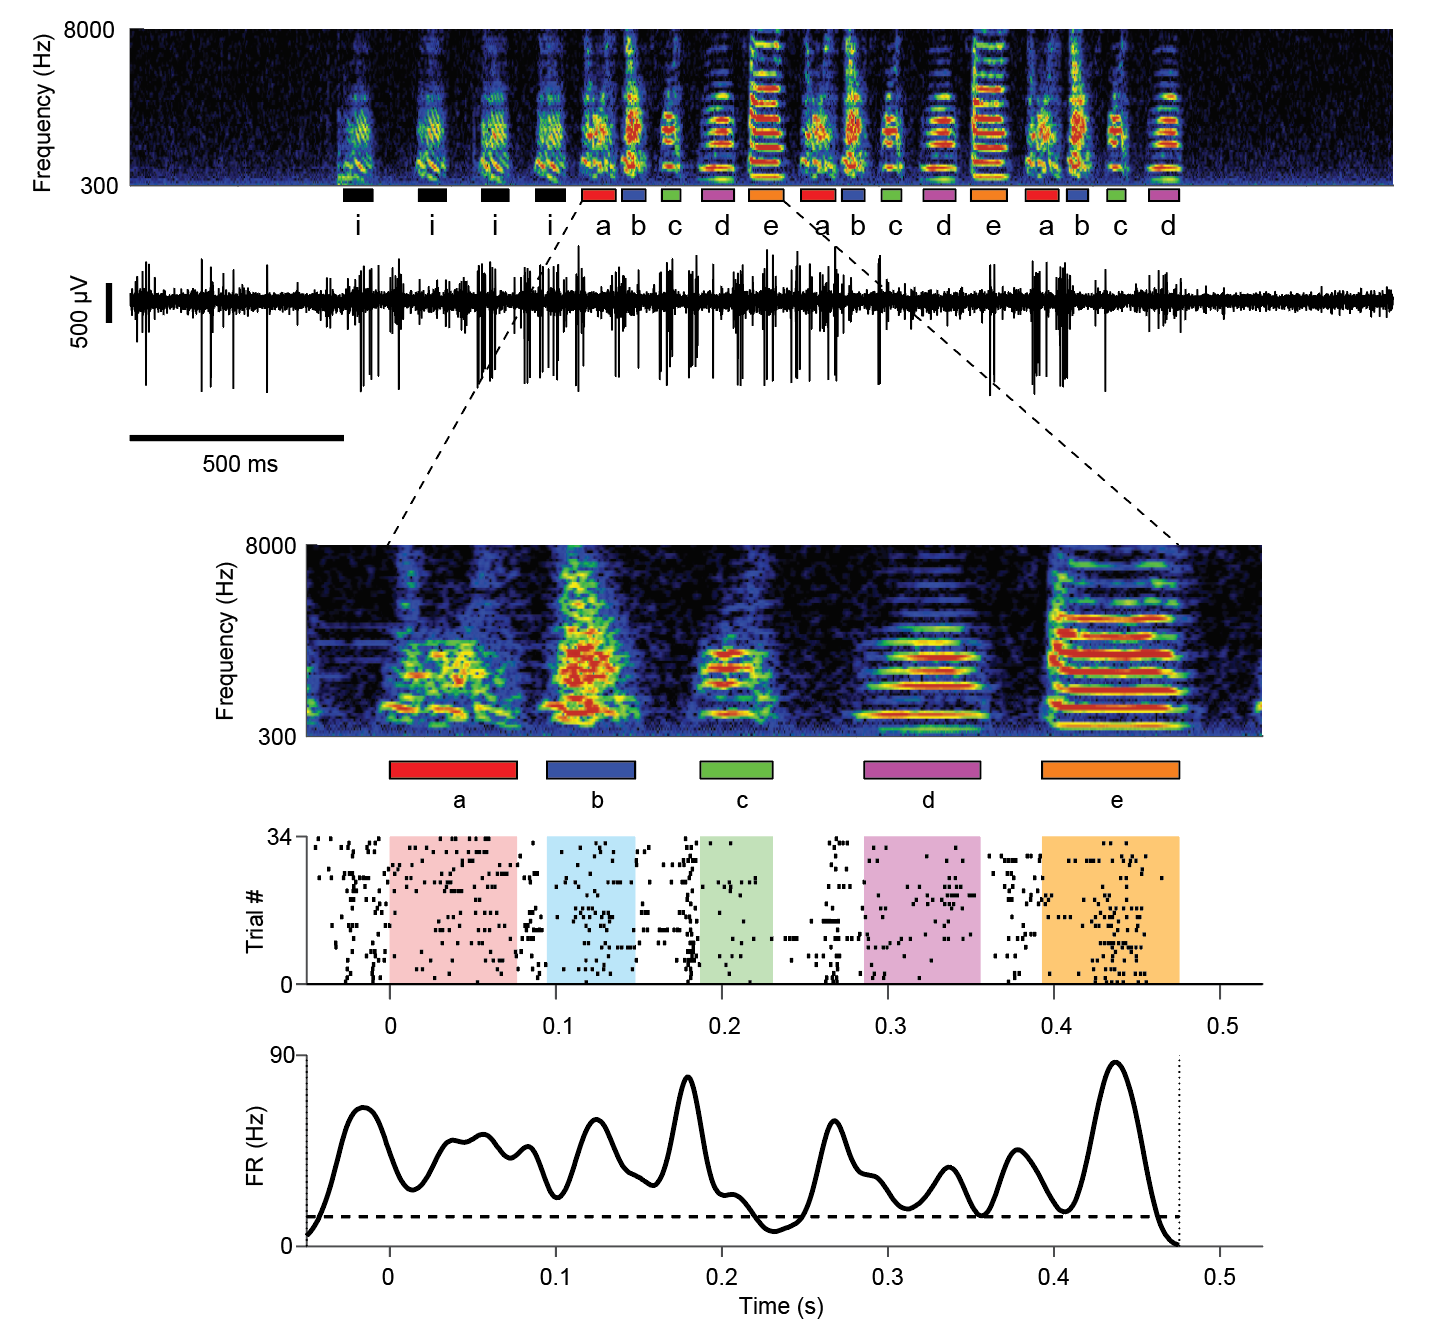 8000
Frequency (Hz)
300
i i i i a b c d e a b c d e a b c d
500 µV
500 ms
8000
Frequency (Hz)
300
a b c d e
34
Trial #
0
0 0.1 0.2 0.3 0.4 0.5
90
FR (Hz)
0
0 0.1 0.2 0.3 0.4 0.5
Time (s)